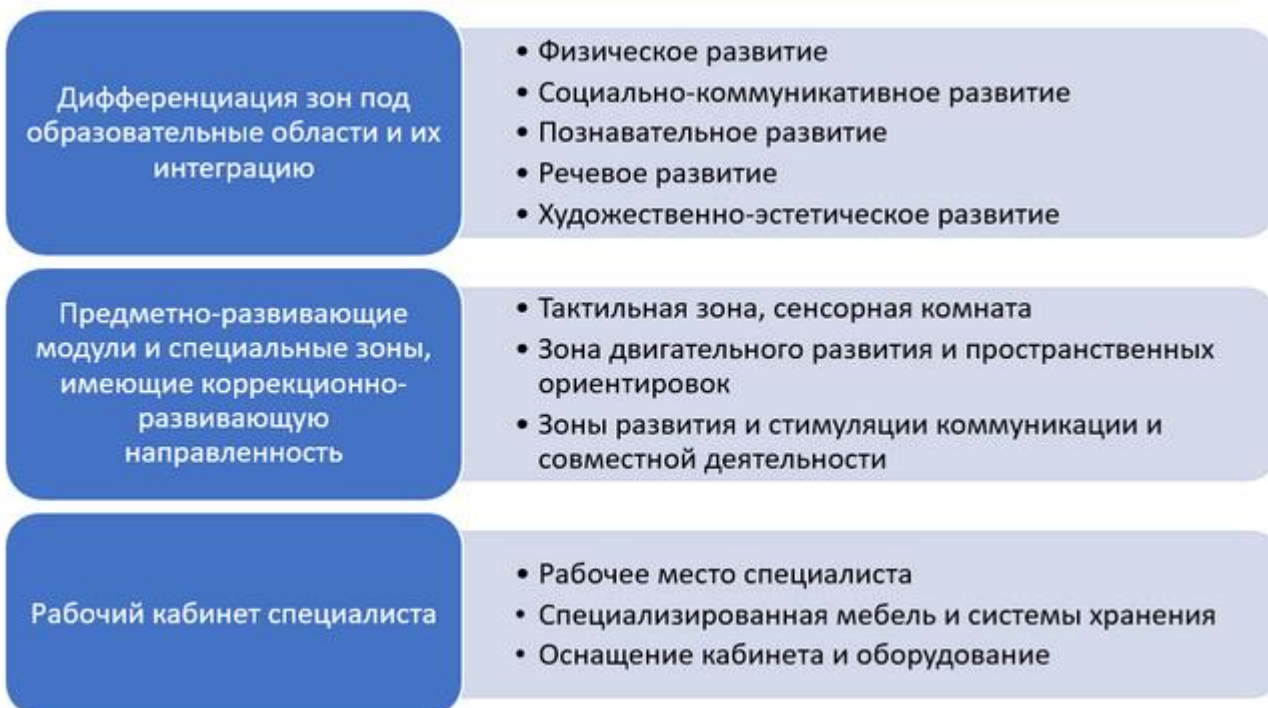 Дифференциация зон под
образовательные области и их
интеграцию
• Физическое развитие
• Социально-коммуникативное развитие
• Познавательное развитие
• Речевое развитие
• Художественно-эстетическое развитие
Предметно-развивающие
модули и специальные зоны,
имеющие коррекционно-
развивающую
направленность
• Тактильная зона, сенсорная комната
• Зона двигательного развития и пространственных
ориентировок
• Зоны развития и стимуляции коммуникации и
совместной деятельности
Рабочий кабинет специалиста
• Рабочее место специалиста
• Специализированная мебель и системы хранения
• Оснащение кабинета и оборудование